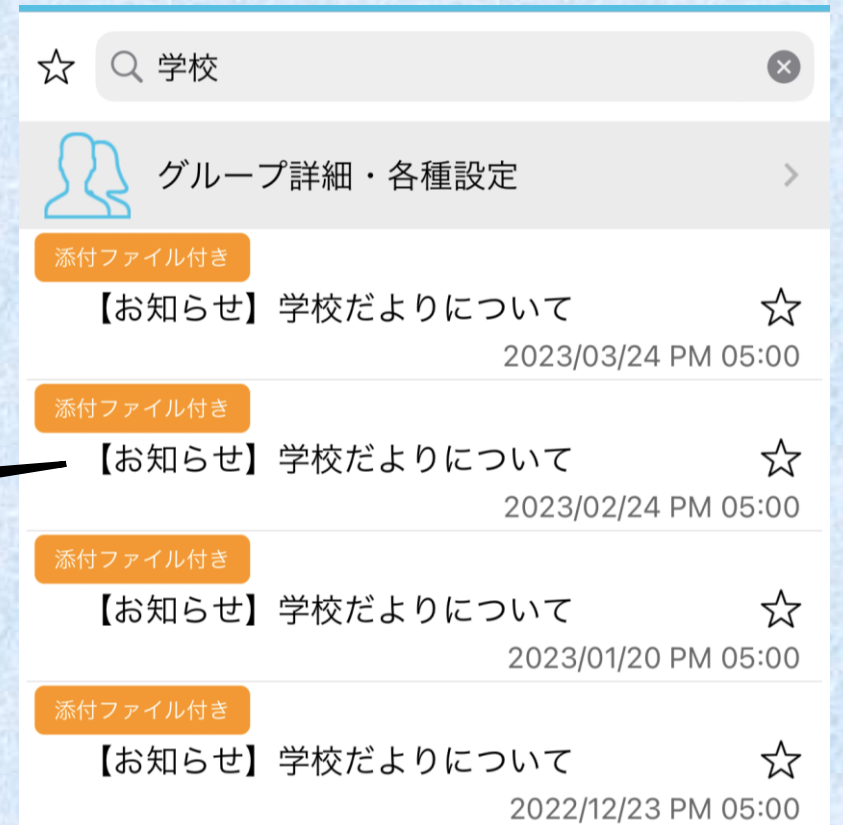 学校
グループ詳細・各種設定
添付ファイル付き
【お知らせ】学校だよりについて
2023/03/24 PM 05:00
添付ファイル付き
【お知らせ】学校だよりについて
2023/02/24 PM 05:00
添付ファイル付き
【お知らせ】学校だよりについて
2023/01/20 PM 05:00
添付ファイル付き
【お知らせ】学校だよりについて
2022/12/23 PM 05:00